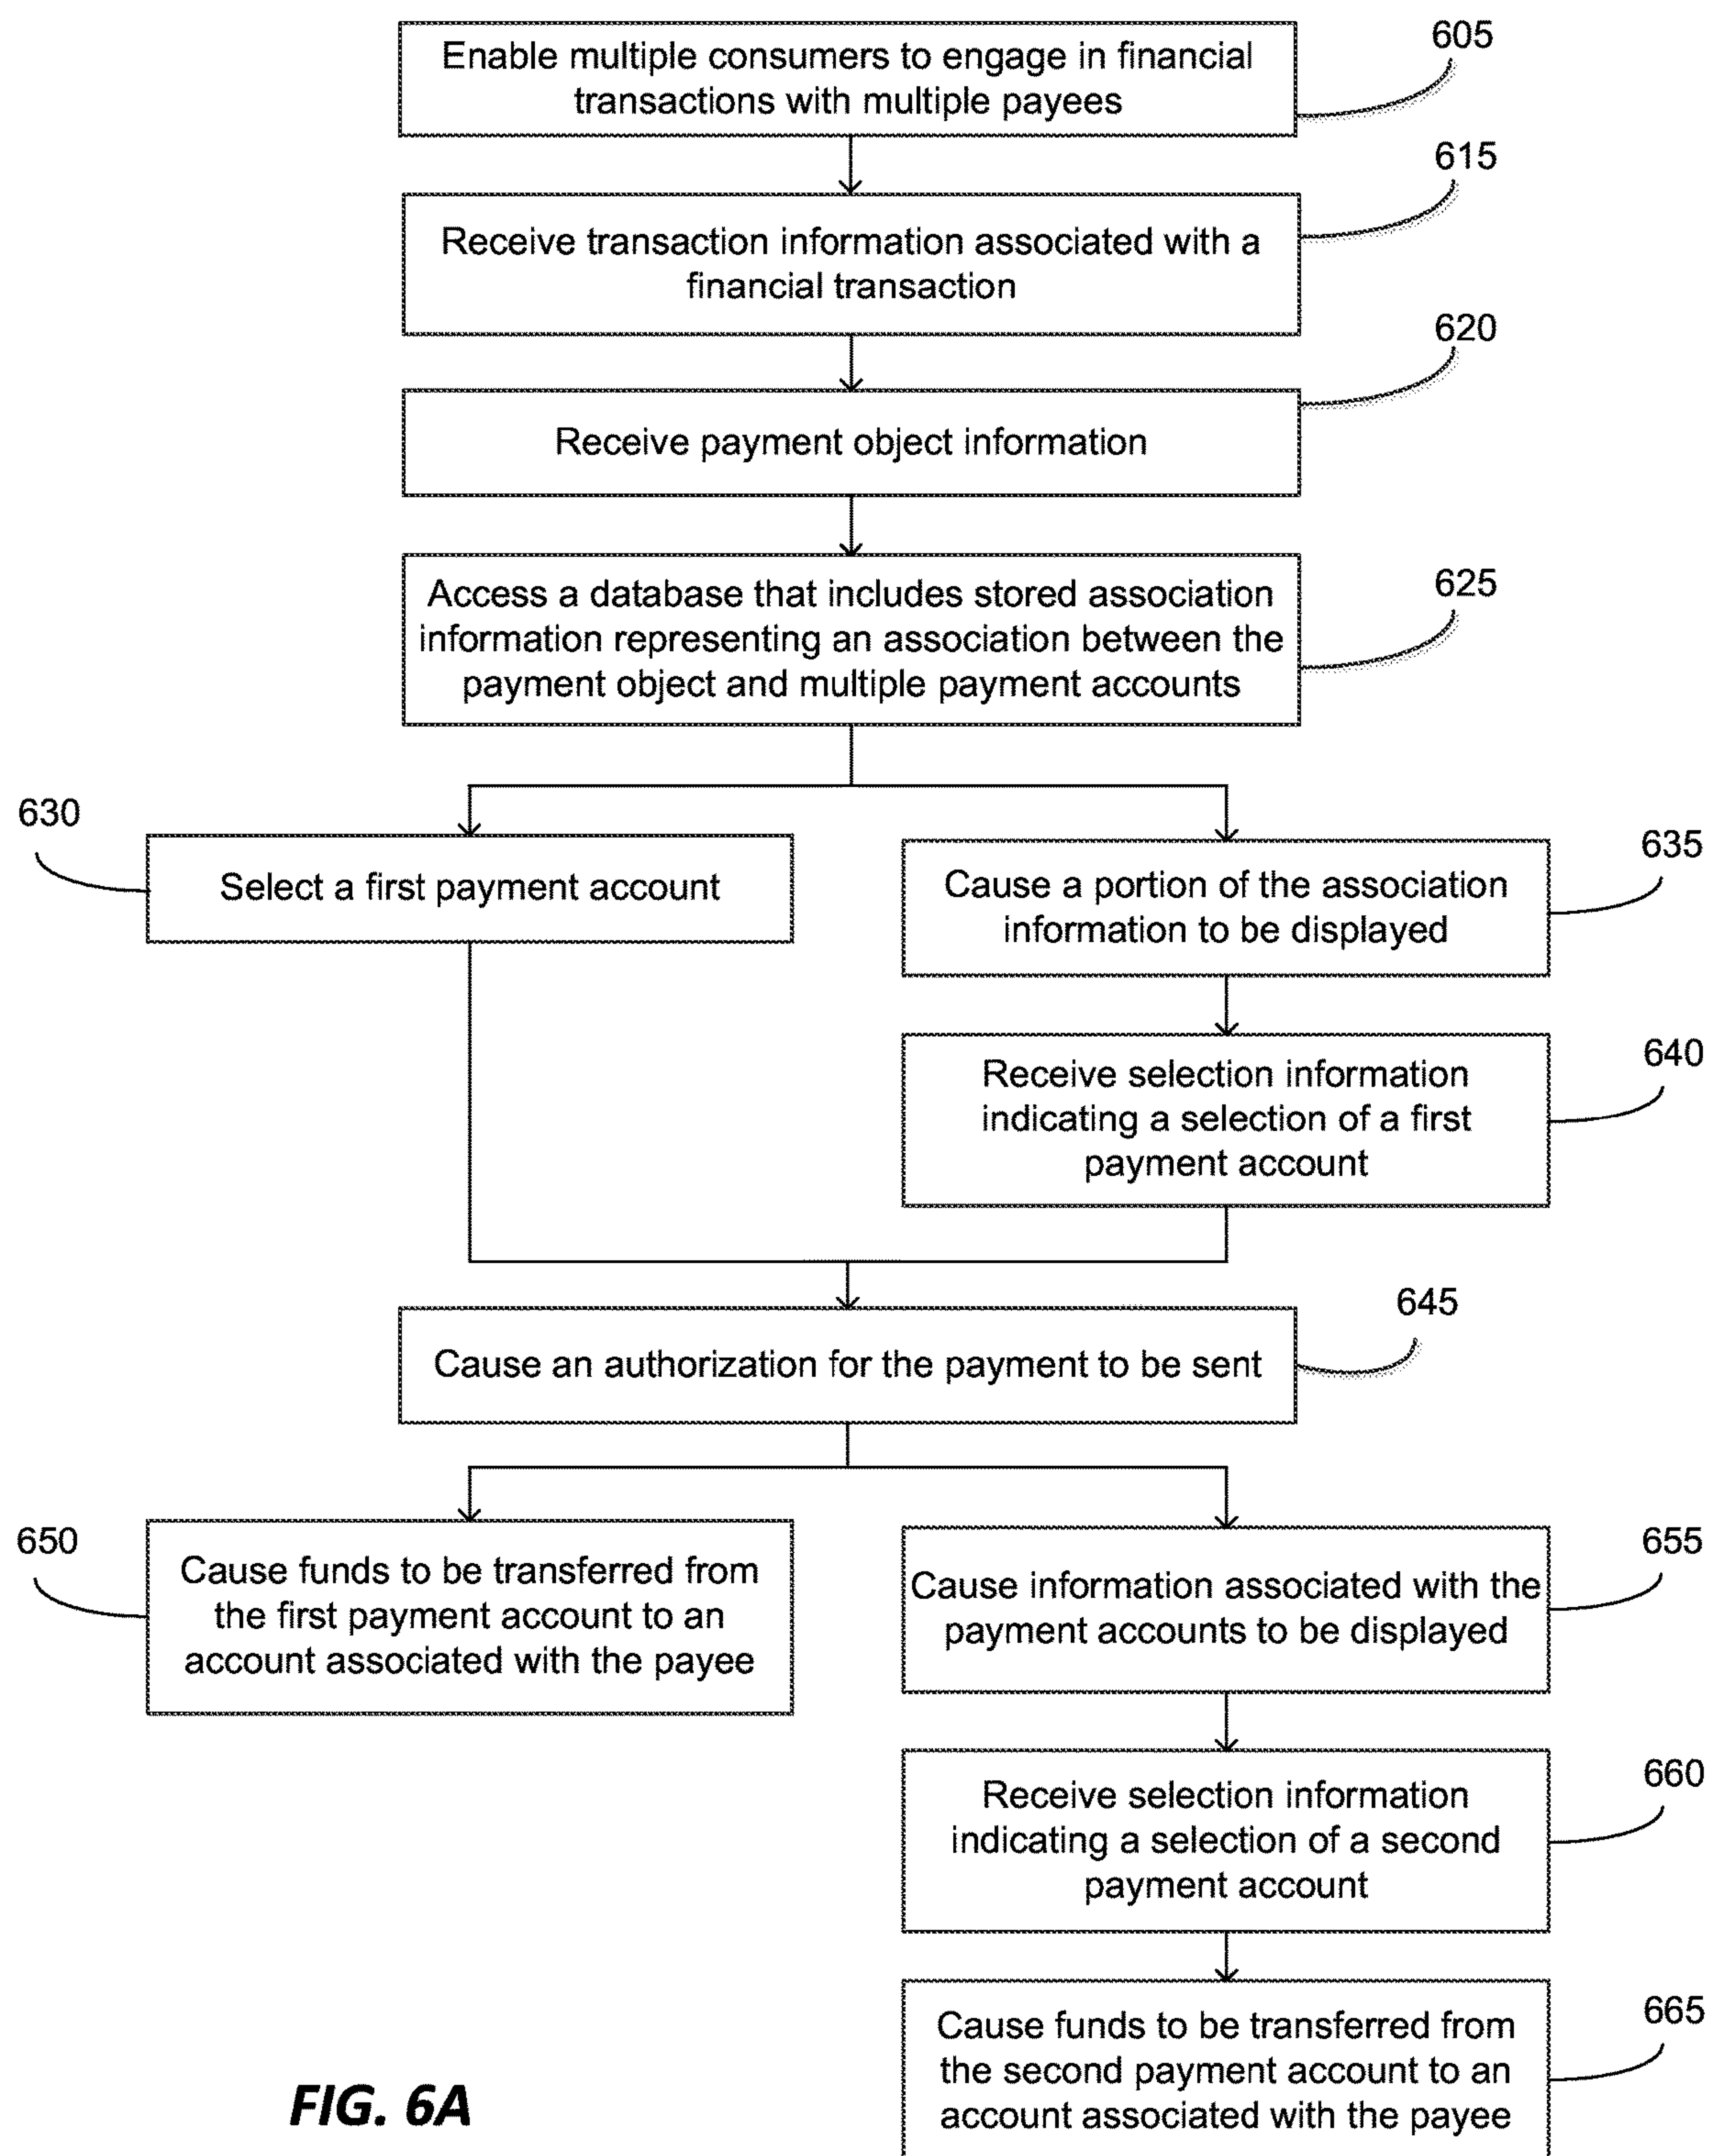 Enable multiple consumers to engage in financial
transactions with multiple payees
605
615
Receive transaction information associated with a
financial transaction
620
Receive payment object information
625
Access a database that includes stored association
information representing an association between the
payment object and multiple payment accounts
630
Select a first payment account
635
Cause a portion of the association
information to be displayed
640
Receive selection information
indicating a selection of a first
payment account
645
Cause an authorization for the payment to be sent
650
Cause funds to be transferred from
the first payment account to an
account associated with the payee
655
Cause information associated with the
payment accounts to be displayed
660
Receive selection information
indicating a selection of a second
payment account
665
Cause funds to be transferred from
the second payment account to an
account associated with the payee
FIG. 6A